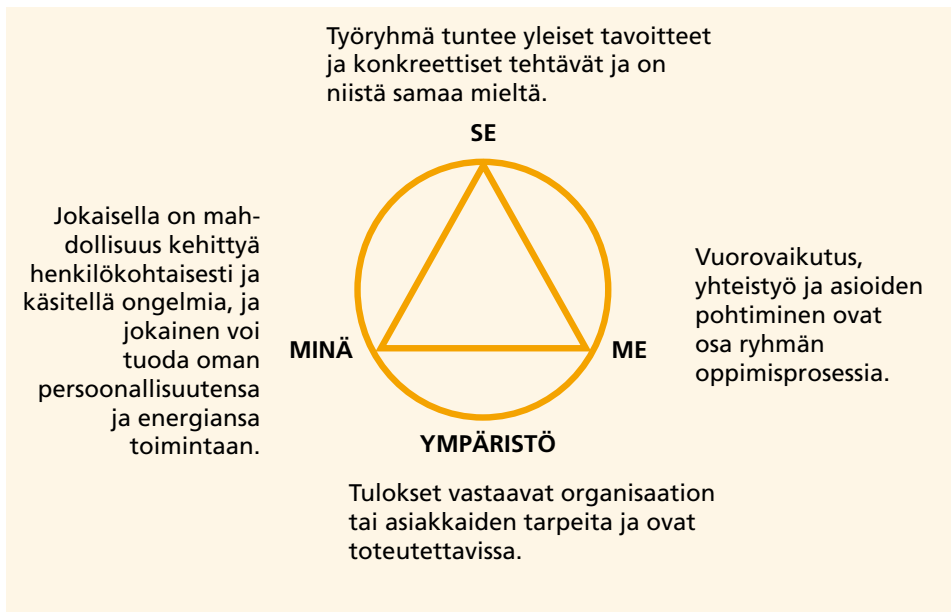 Työryhmä tuntee yleiset tavoitteet
ja konkreettiset tehtävät ja on
niistä samaa mieltä.
SE
Jokaisella on mah-
dollisuus kehittyä
henkilökohtaisesti ja
käsitellä ongelmia, ja
jokainen voi
tuoda oman
persoonallisuutensa
ja energiansa
toimintaan.
MINÄ
ME
Vuorovaikutus,
yhteistyö ja asioiden
pohtiminen ovat
osa ryhmän
oppimisprosessia.
YMPÄRISTÖ
Tulokset vastaavat organisaation
tai asiakkaiden tarpeita ja ovat
toteutettavissa.